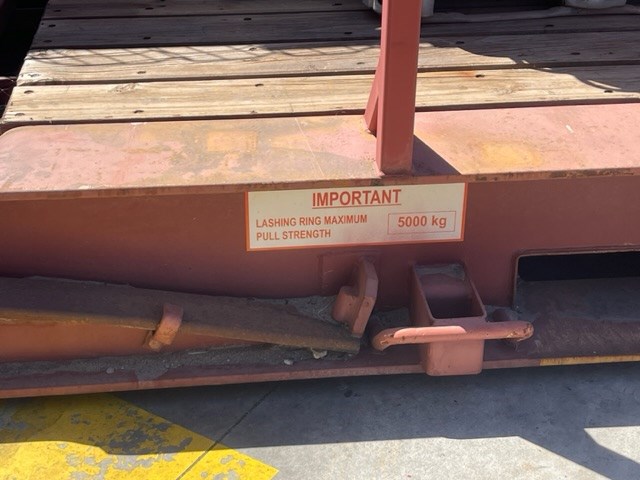 IMPORTANT
LASHING RING MAXIMUM
PULL STRENGTH
5000 kg